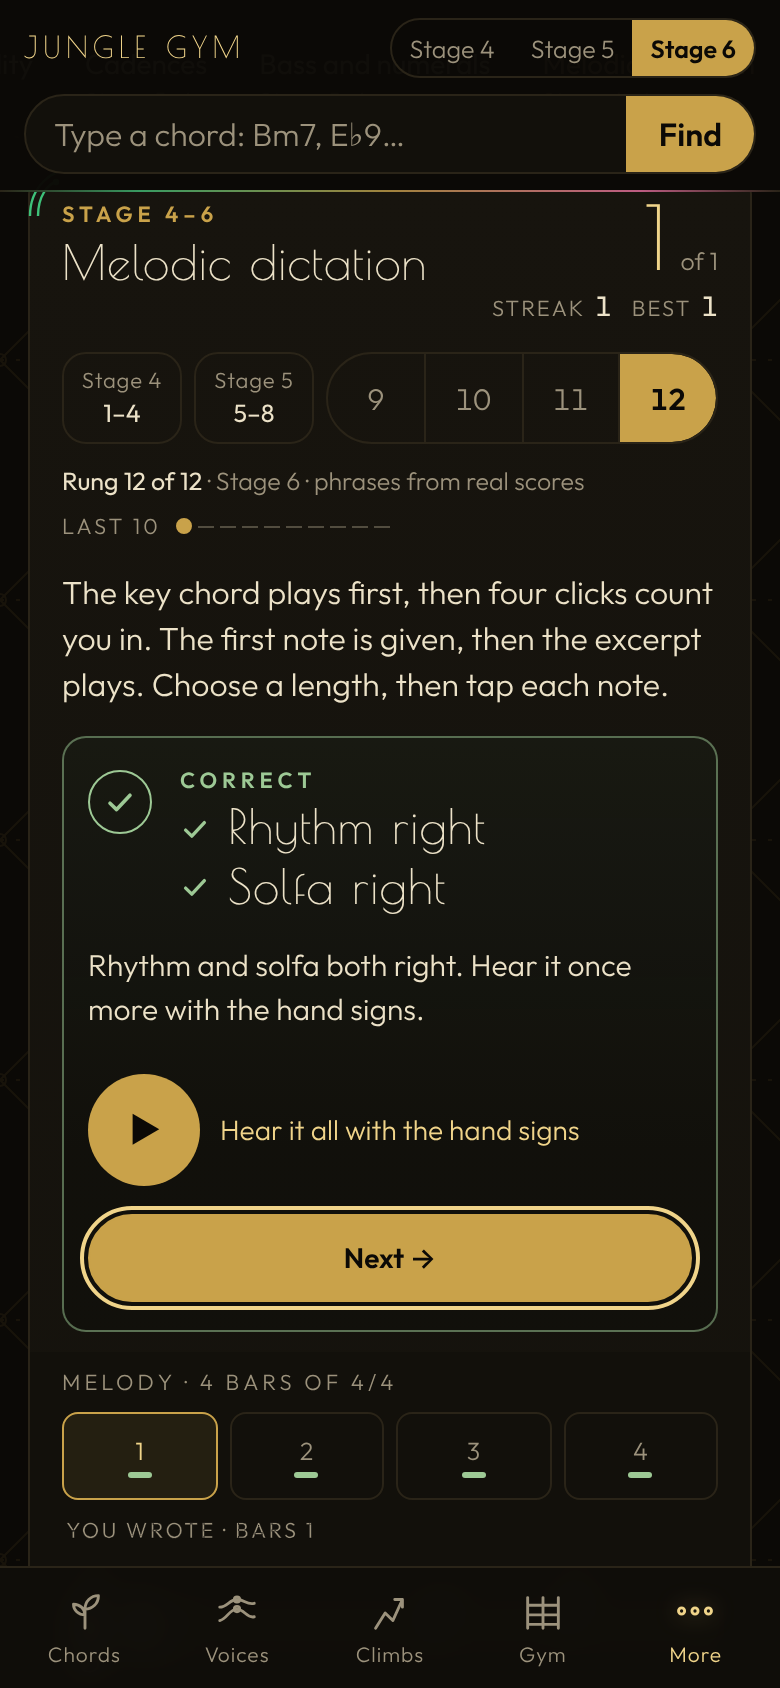 JUNGLE GYM
Stage 4 Stage 5 Stage 6
Type a chord: Bm7, E♭9...
Find
STAGE 4–6
Melodic dictation
1 of 1
STREAK 1 BEST 1
Stage 4
1–4
Stage 5
5–8
9 10 11 12
Rung 12 of 12 · Stage 6 · phrases from real scores
LAST 10
The key chord plays first, then four clicks count
you in. The first note is given, then the excerpt
plays. Choose a length, then tap each note.
CORRECT
✓ Rhythm right
✓ Solfa right
Rhythm and solfa both right. Hear it once
more with the hand signs.
Hear it all with the hand signs
Next →
MELODY · 4 BARS OF 4/4
1 2 3 4
YOU WROTE · BARS 1
Chords Voices Climbs Gym More